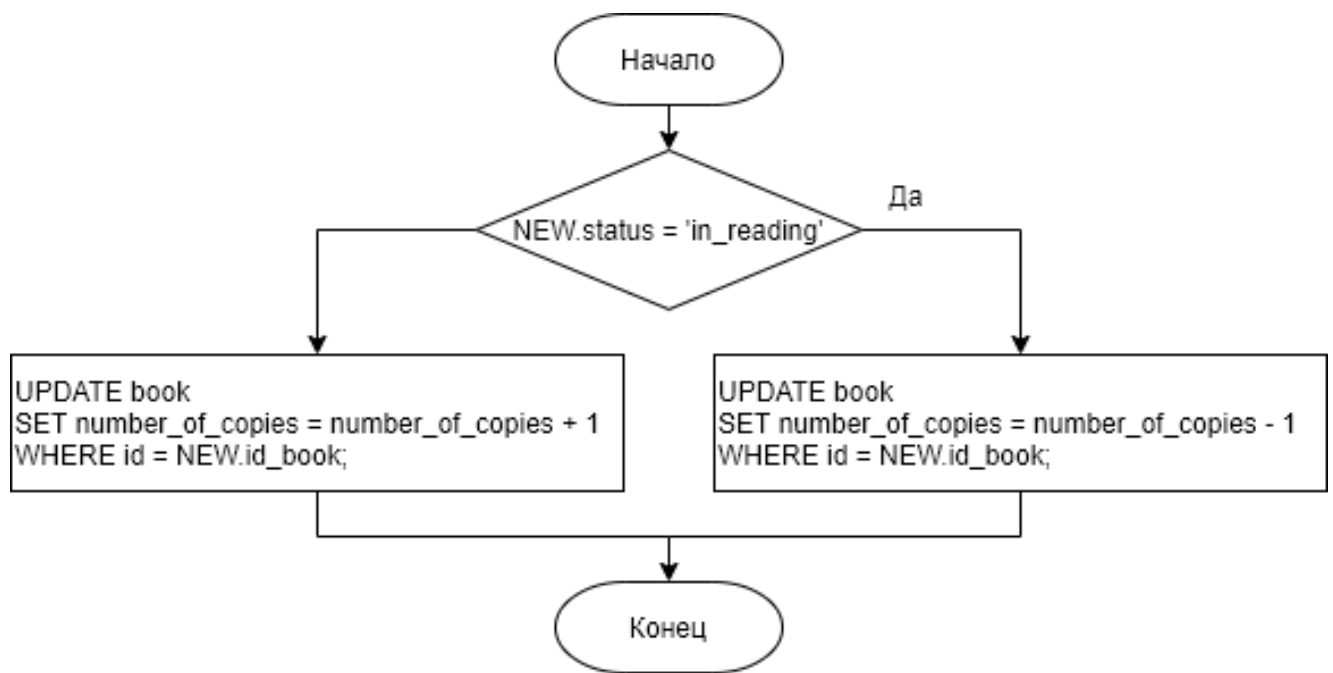 Начало
Да
NEW.status = 'in_reading'
UPDATE book
SET number_of_copies = number_of_copies + 1
WHERE id = NEW.id_book;
UPDATE book
SET number_of_copies = number_of_copies - 1
WHERE id = NEW.id_book;
Конец